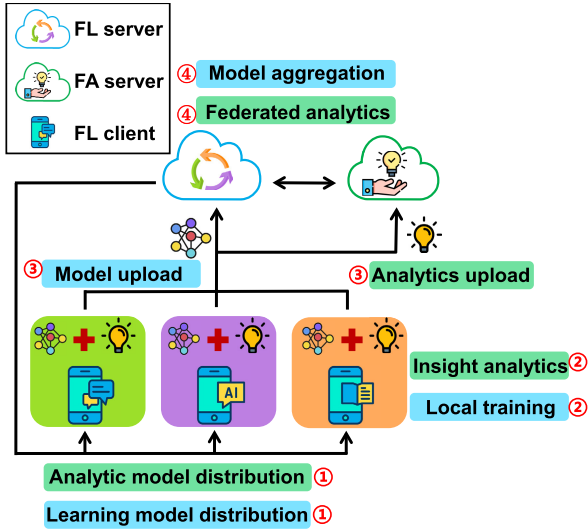 FL server
FA server
FL client
④ Model aggregation
④ Federated analytics
③ Model upload
③ Analytics upload
AI
Insight analytics ②
Local training ②
Analytic model distribution ①
Learning model distribution ①